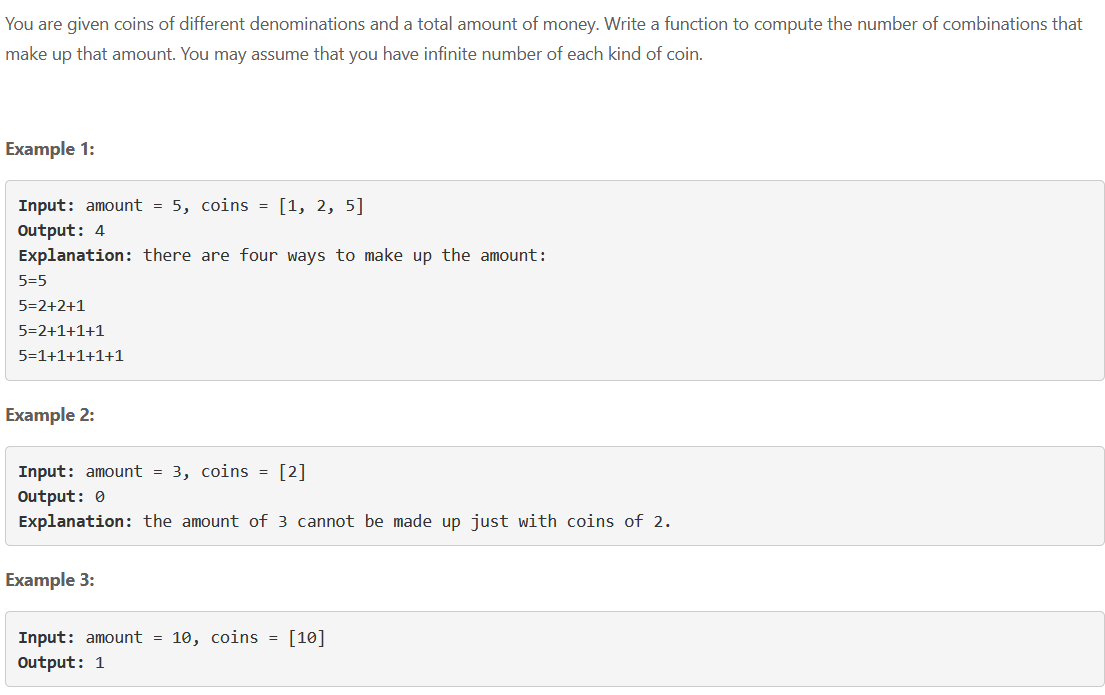 You are given coins of different denominations and a total amount of money. Write a function to compute the number of combinations that
make up that amount. You may assume that you have infinite number of each kind of coin.
Example 1:
Input: amount = 5, coins = [1, 2, 5]
Output: 4
Explanation: there are four ways to make up the amount:
5=5
5=2+2+1
5=2+1+1+1
5=1+1+1+1+1
Example 2:
Input: amount = 3, coins = [2]
Output: 0
Explanation: the amount of 3 cannot be made up just with coins of 2.
Example 3:
Input: amount = 10, coins = [10]
Output: 1